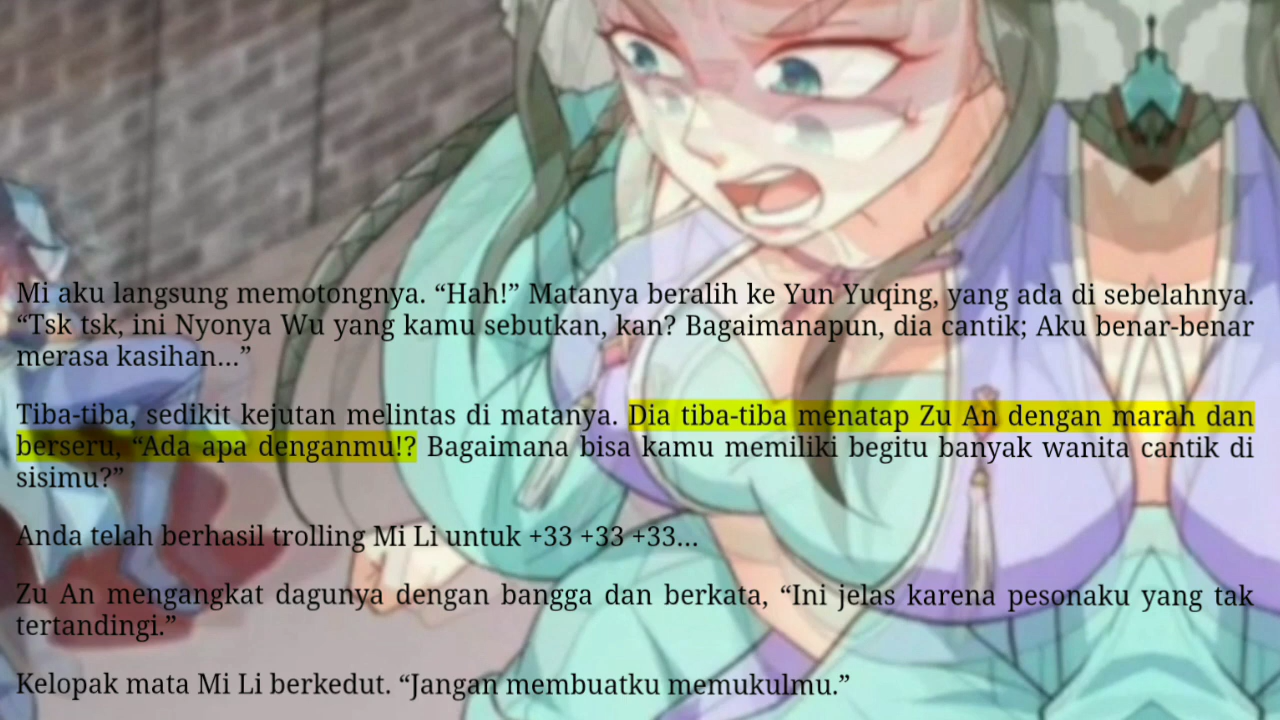 Mi aku langsung memotongnya. “Hah!” Matanya beralih ke Yun Yuqing, yang ada di sebelahnya.
“Tsk tsk, ini Nyonya Wu yang kamu sebutkan, kan? Bagaimanapun, dia cantik; Aku benar-benar
merasa kasihan…”
Tiba-tiba, sedikit kejutan melintas di matanya. Dia tiba-tiba menatap Zu An dengan marah dan
berseru, “Ada apa denganmu!? Bagaimana bisa kamu memiliki begitu banyak wanita cantik di
sisimu?”
Anda telah berhasil trolling Mi Li untuk +33 +33 +33…
Zu An mengangkat dagunya dengan bangga dan berkata, “Ini jelas karena pesonaku yang tak
tertandingi.”
Kelopak mata Mi Li berkedut. “Jangan membuatku memukulmu.”